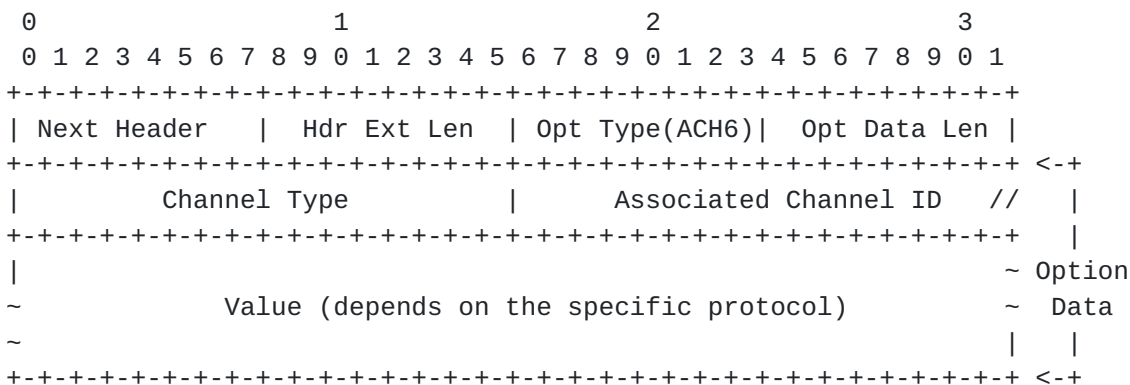 0                   1                   2                   3
 0 1 2 3 4 5 6 7 8 9 0 1 2 3 4 5 6 7 8 9 0 1 2 3 4 5 6 7 8 9 0 1
+-+-+-+-+-+-+-+-+-+-+-+-+-+-+-+-+-+-+-+-+-+-+-+-+-+-+-+-+-+-+-+-+
| Next Header   |  Hdr Ext Len  | Opt Type(ACH6)|  Opt Data Len |
+-+-+-+-+-+-+-+-+-+-+-+-+-+-+-+-+-+-+-+-+-+-+-+-+-+-+-+-+-+-+-+-+ <-+
|         Channel Type          |      Associated Channel ID   //   |
+-+-+-+-+-+-+-+-+-+-+-+-+-+-+-+-+-+-+-+-+-+-+-+-+-+-+-+-+-+-+-+-+   |
|                                                               ~ Option
~             Value (depends on the specific protocol)          ~  Data
~                                                               |   |
+-+-+-+-+-+-+-+-+-+-+-+-+-+-+-+-+-+-+-+-+-+-+-+-+-+-+-+-+-+-+-+-+ <-+